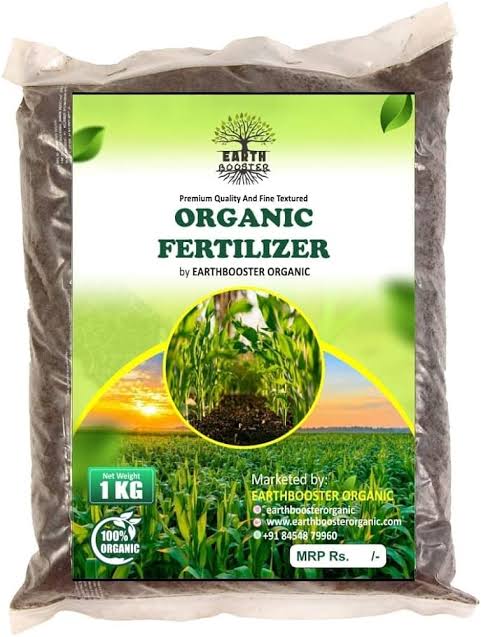 EARTH
BOOSTER
Premium Quality And Fine Textured
ORGANIC
FERTILIZER
by EARTHBOOSTER ORGANIC
Net Weight
1 KG
100%
ORGANIC
Marketed by:
EARTHBOOSTER ORGANIC
earthboosterorganic
www.earthboosterorganic.com
+91 84548 79960
MRP Rs. /-